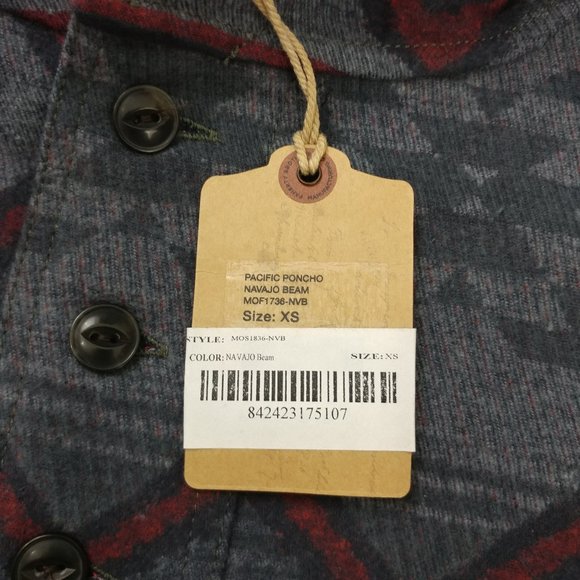 PACIFIC PONCHO
NAVAJO BEAM
MOF1736-NVB
Size: XS
STYLE: MOS1836-NVB
COLOR: NAVAJO Beam SIZE: XS
842423175107